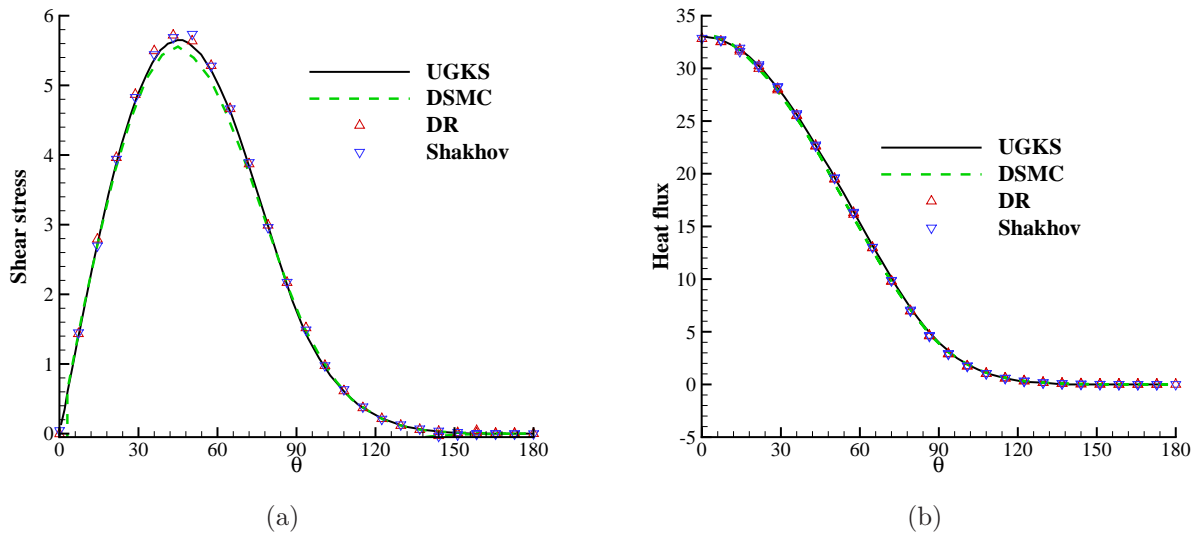 6
5
4
3
2
1
0
0
30
60
90
120
150
180
Shear stress
θ
UGKS
DSMC
DR
Shakhov
(a)
35
30
25
20
15
10
5
0
-5
0
30
60
90
120
150
180
Heat flux
θ
UGKS
DSMC
DR
Shakhov
(b)